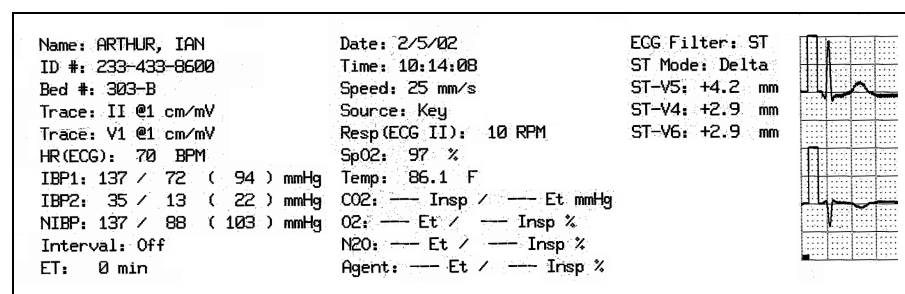 Name: ARTHUR, IAN
ID #: 233-433-8600
Bed #: 303-B
Trace: II @1 cm/mV
Trace: V1 @1 cm/mV
HR(ECG): 70 BPM
IBP1: 137 / 72 ( 94 ) mmHg
IBP2: 35 / 13 ( 22 ) mmHg
NIBP: 137 / 88 ( 103 ) mmHg
Interval: Off
ET: 0 min
Date: 2/5/02
Time: 10:14:08
Speed: 25 mm/s
Source: Key
Resp(ECG II): 10 RPM
SpO2: 97 %
Temp: 86.1 F
CO2: --- Insp / --- Et mmHg
O2: --- Et / --- Insp %
N2O: --- Et / --- Insp %
Agent: --- Et / --- Insp %
ECG Filter: ST
ST Mode: Delta
ST-V5: +4.2 mm
ST-V4: +2.9 mm
ST-V6: +2.9 mm